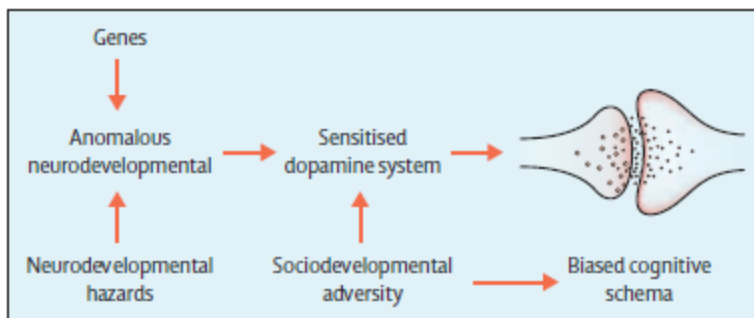 Genes
Anomalous
neurodevelopmental
Sensitised
dopamine system
Neurodevelopmental
hazards
Sociodevelopmental
adversity
Biased cognitive
schema